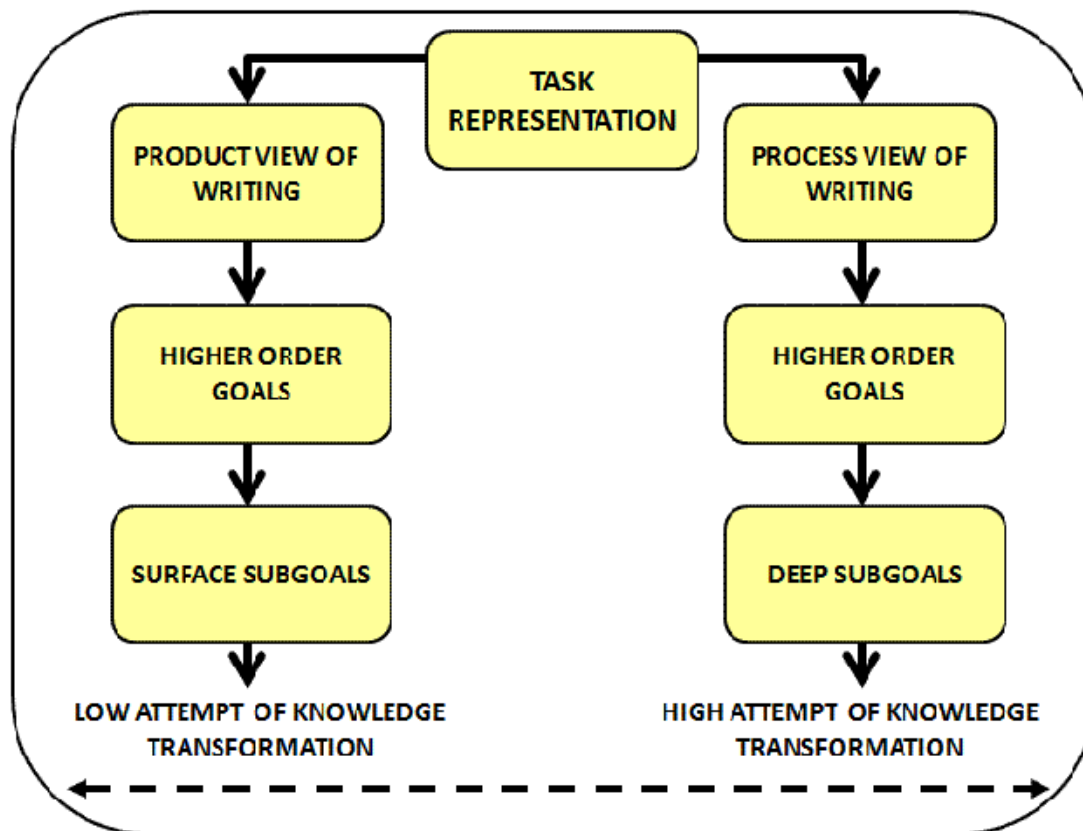 TASK
REPRESENTATION
PRODUCT VIEW OF
WRITING
PROCESS VIEW OF
WRITING
HIGHER ORDER
GOALS
HIGHER ORDER
GOALS
SURFACE SUBGOALS
DEEP SUBGOALS
LOW ATTEMPT OF KNOWLEDGE
TRANSFORMATION
HIGH ATTEMPT OF KNOWLEDGE
TRANSFORMATION